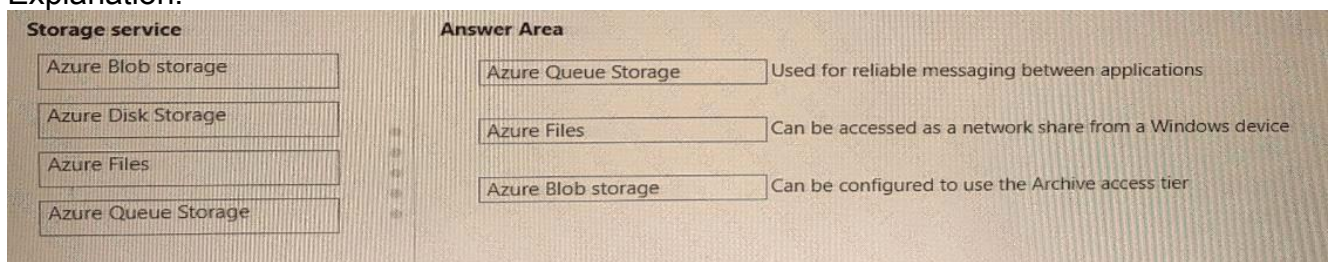 Explanation:
Storage service
Azure Blob storage
Azure Disk Storage
Azure Files
Azure Queue Storage
Answer Area
Azure Queue Storage Used for reliable messaging between applications
Azure Files Can be accessed as a network share from a Windows device
Azure Blob storage Can be configured to use the Archive access tier